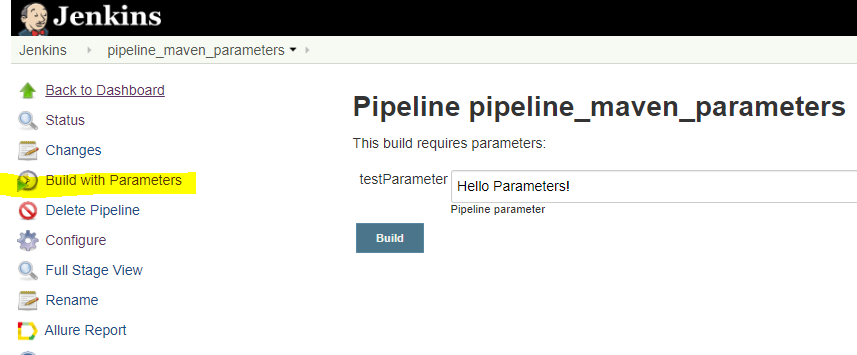 Jenkins
Jenkins pipeline_maven_parameters
Back to Dashboard
Status
Changes
Build with Parameters
Delete Pipeline
Configure
Full Stage View
Rename
Allure Report
Pipeline pipeline_maven_parameters
This build requires parameters:
testParameter Hello Parameters!
Pipeline parameter
Build